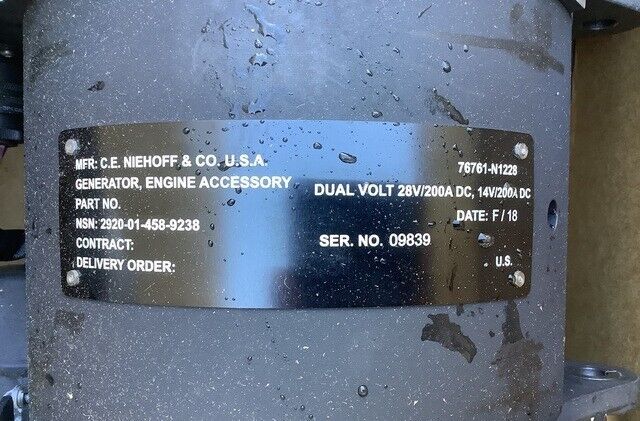 MFR: C.E. NIEHOFF & CO. U.S.A. 76761-N1228
GENERATOR, ENGINE ACCESSORY DUAL VOLT 28V/200A DC, 14V/200A DC
PART NO. DATE: F / 18
NSN: 2920-01-458-9238
CONTRACT: SER. NO. 09839
DELIVERY ORDER: U.S.